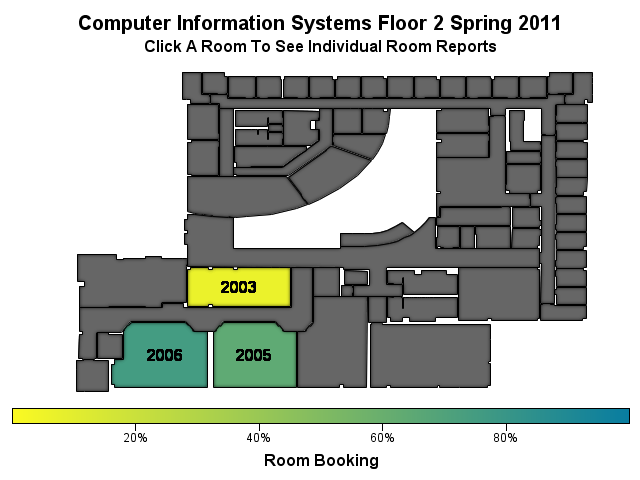 Computer Information Systems Floor 2 Spring 2011
Click A Room To See Individual Room Reports
2003
2006 2005
20% 40% 60% 80%
Room Booking